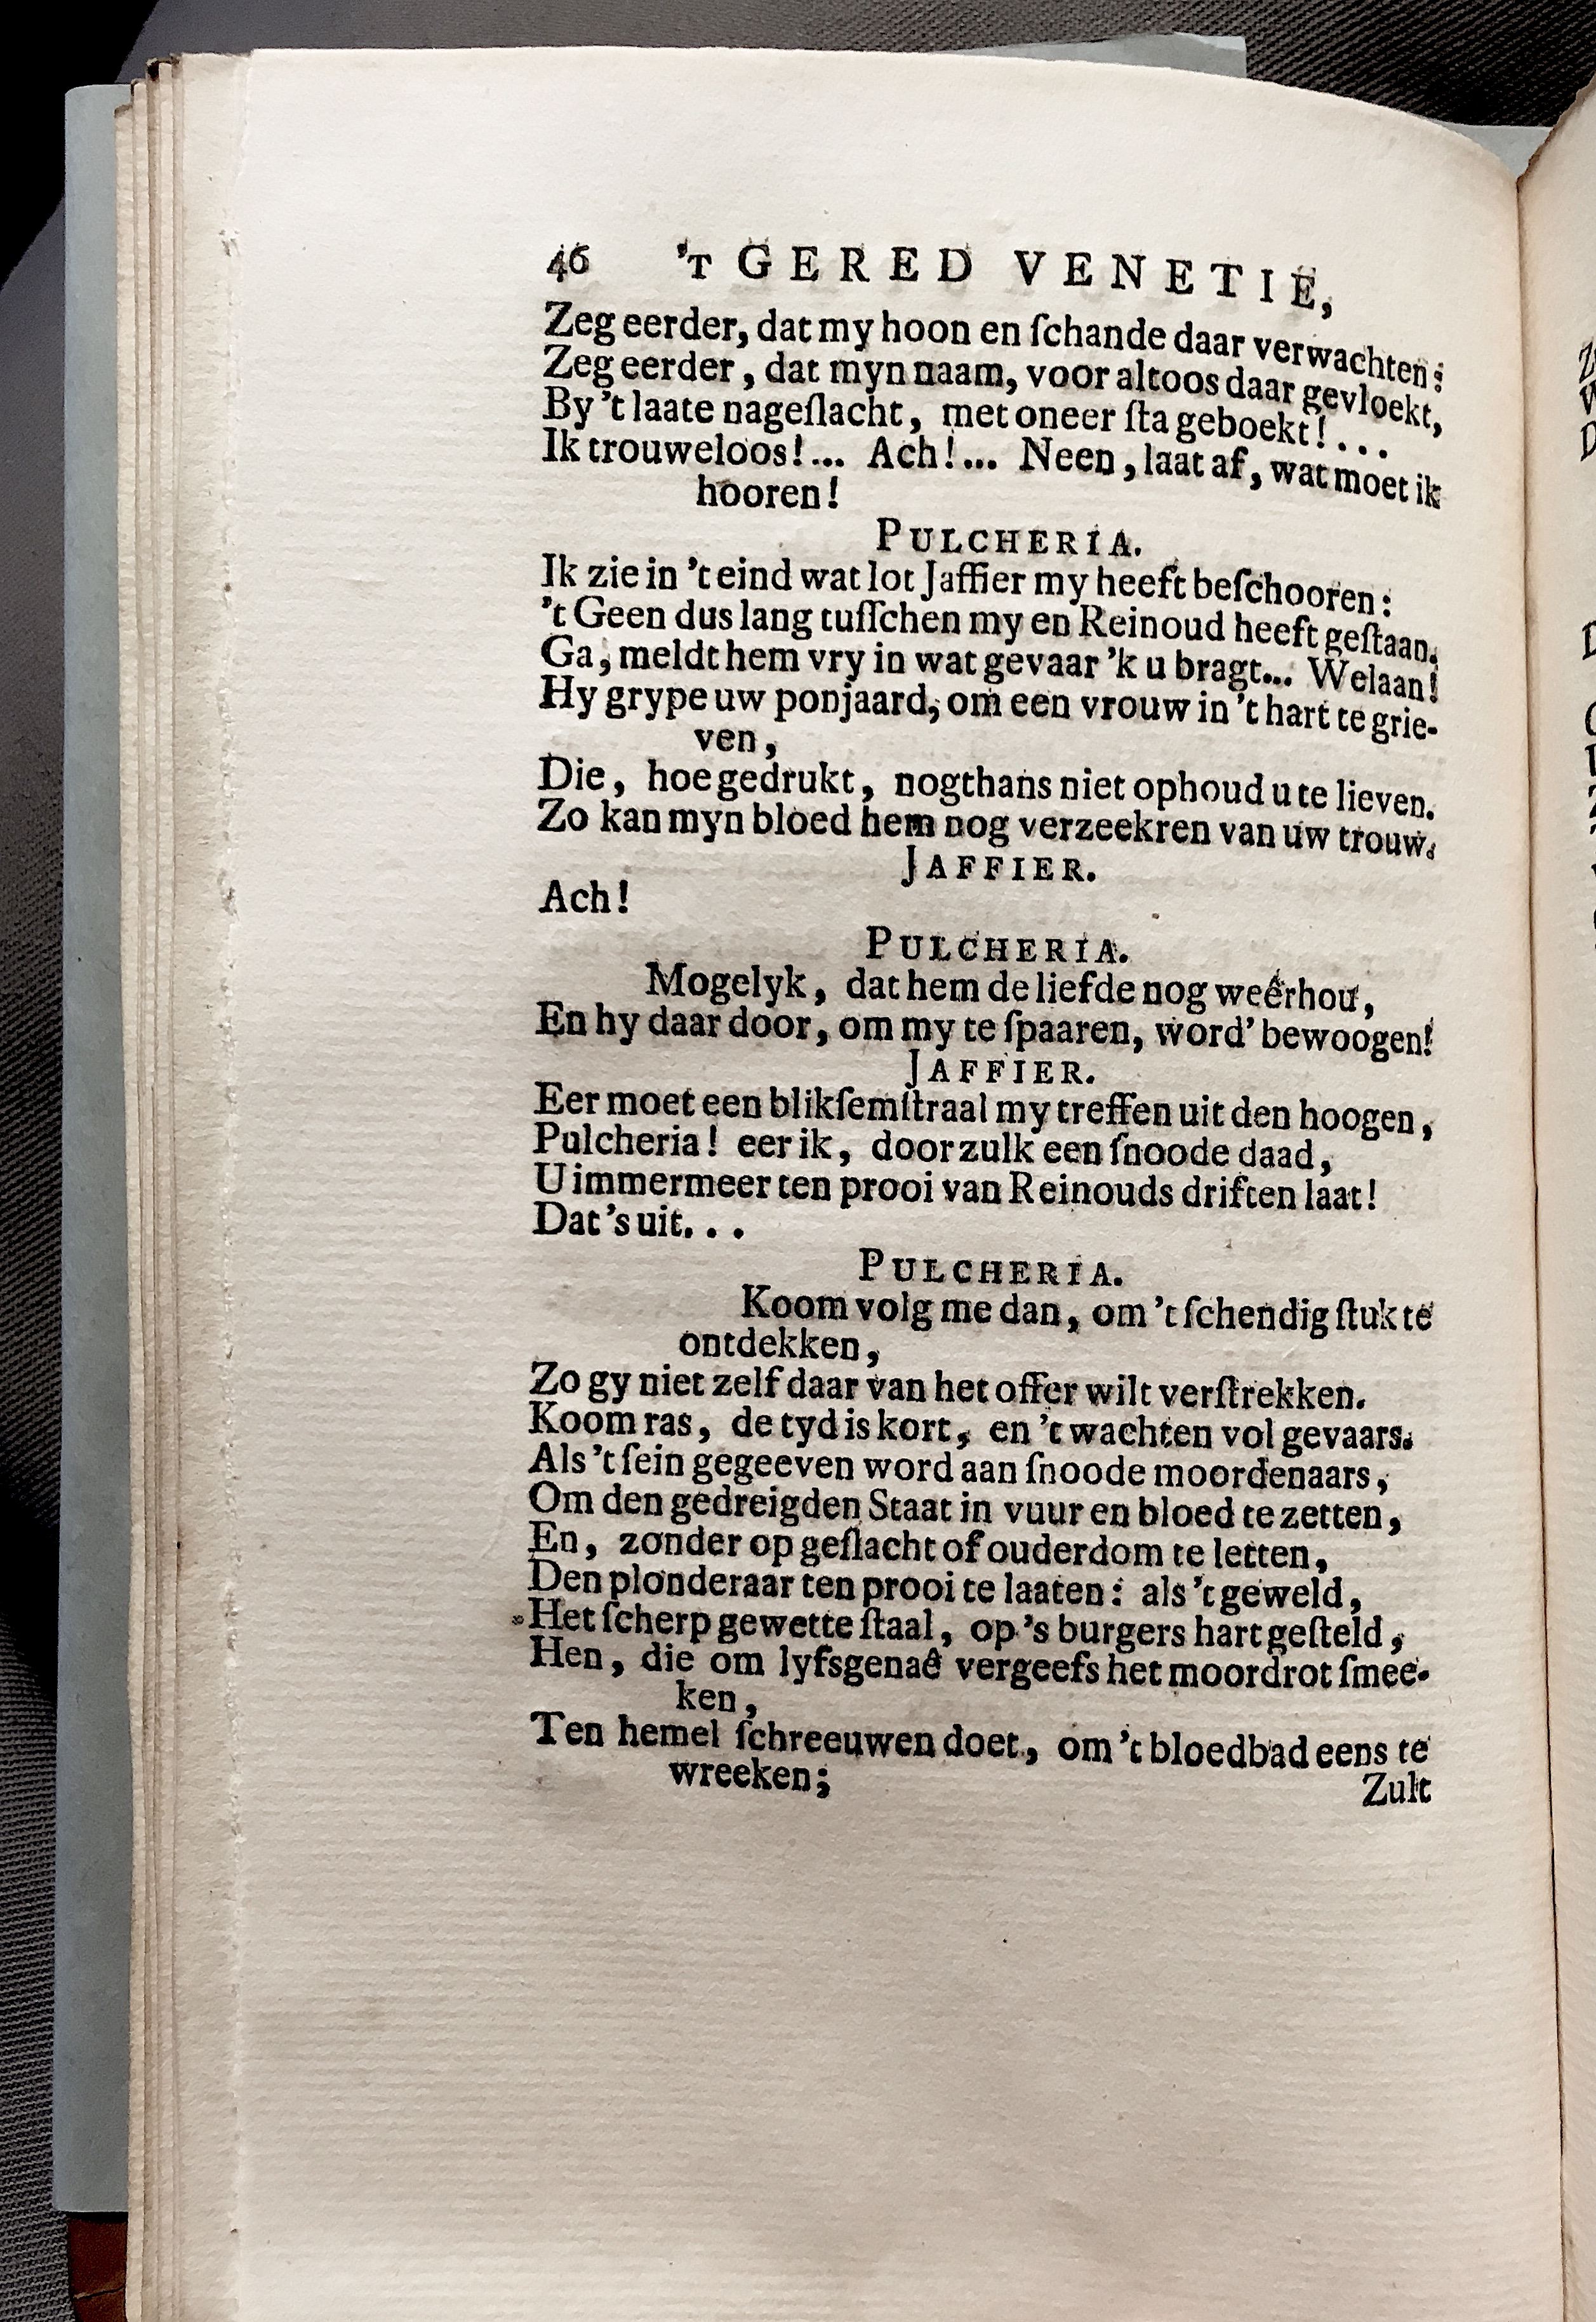 46 'T GERED VENETIE,
Zeg eerder, dat my hoon en ſchande daar verwachten:
Zeg eerder, dat myn naam, voor altoos daar gevloekt,
By 't laate nageſlacht, met oneer ſta geboekt!...
Ik trouweloos!... Ach!... Neen, laat af, wat moet ik
hooren!
PULCHERIA.
Ik zie in 't eind wat lot Jaffier my heeft beſchooren:
't Geen dus lang tuſſchen my en Reinoud heeft geſtaan.
Ga, meldt hem vry in wat gevaar 'k u bragt... Welaan!
Hy grype uw ponjaard, om een vrouw in 't hart te grie-
ven,
Die, hoe gedrukt, nogthans niet ophoud u te lieven.
Zo kan myn bloed hem nog verzeekren van uw trouw.
JAFFIER.
Ach!
PULCHERIA.
Mogelyk, dat hem de liefde nog weêrhou,
En hy daar door, om my te ſpaaren, word' bewoogen!
JAFFIER.
Eer moet een blikſemſtraal my treffen uit den hoogen,
Pulcheria! eer ik, door zulk een ſnoode daad,
U immermeer ten prooi van Reinouds driften laat!
Dat 's uit...
PULCHERIA.
Koom volg me dan, om 't ſchendig ſtuk te
ontdekken,
Zo gy niet zelf daar van het offer wilt verſtrekken.
Koom ras, de tyd is kort, en 't wachten vol gevaars.
Als 't ſein gegeeven word aan ſnoode moordenaars,
Om den gedreigden Staat in vuur en bloed te zetten,
En, zonder op geſlacht of ouderdom te letten,
Den plonderaar ten prooi te laaten: als 't geweld,
Het ſcherp gewette ſtaal, op 's burgers hart geſteld,
Hen, die om lyfsgenaê vergeefs het moordrot ſmee-
ken,
Ten hemel ſchreeuwen doet, om 't bloedbad eens te
wreeken;
Zult